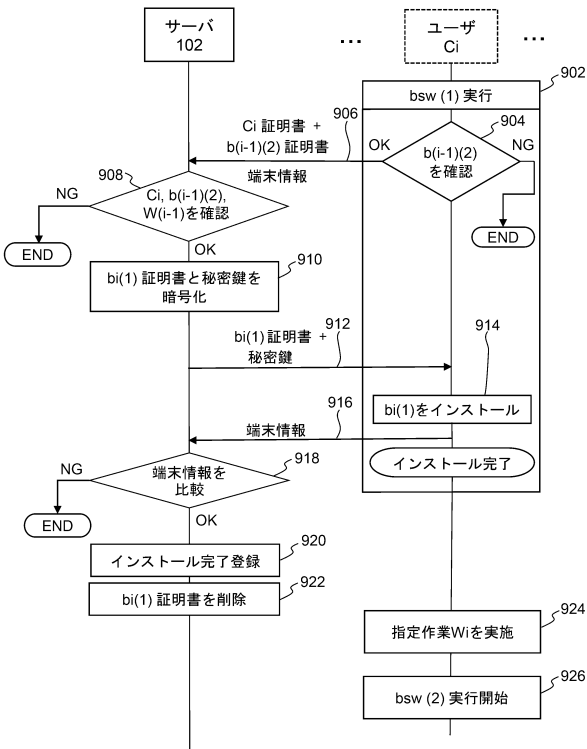 サーバ
102
...
ユーザ
Ci
...
902
bsw (1) 実行
Ci 証明書 +
b(i-1)(2) 証明書
906
904
OK
NG
b(i-1)(2)
を確認
端末情報
908
NG
Ci, b(i-1)(2),
W(i-1)を確認
END
END
OK
910
bi(1) 証明書と秘密鍵を
暗号化
bi(1) 証明書 +
秘密鍵
912
914
bi(1)をインストール
916
端末情報
インストール完了
918
NG
端末情報を
比較
END
OK
920
インストール完了登録
922
bi(1) 証明書を削除
924
指定作業Wiを実施
926
bsw (2) 実行開始